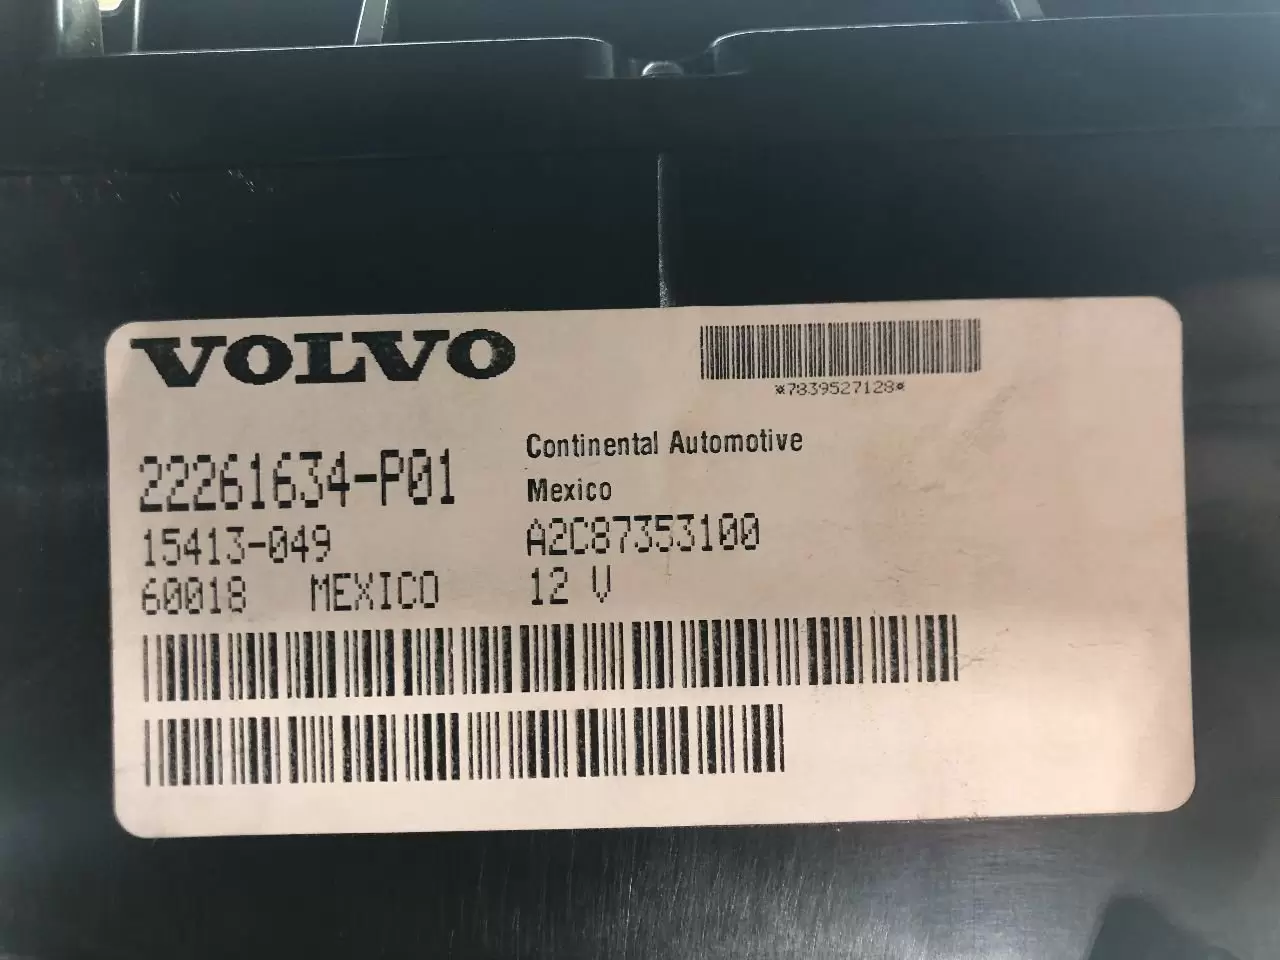 VOLVO
*7839527128*
22261634-P01
Continental Automotive
Mexico
15413-049
A2C87353100
60018 MEXICO
12 V